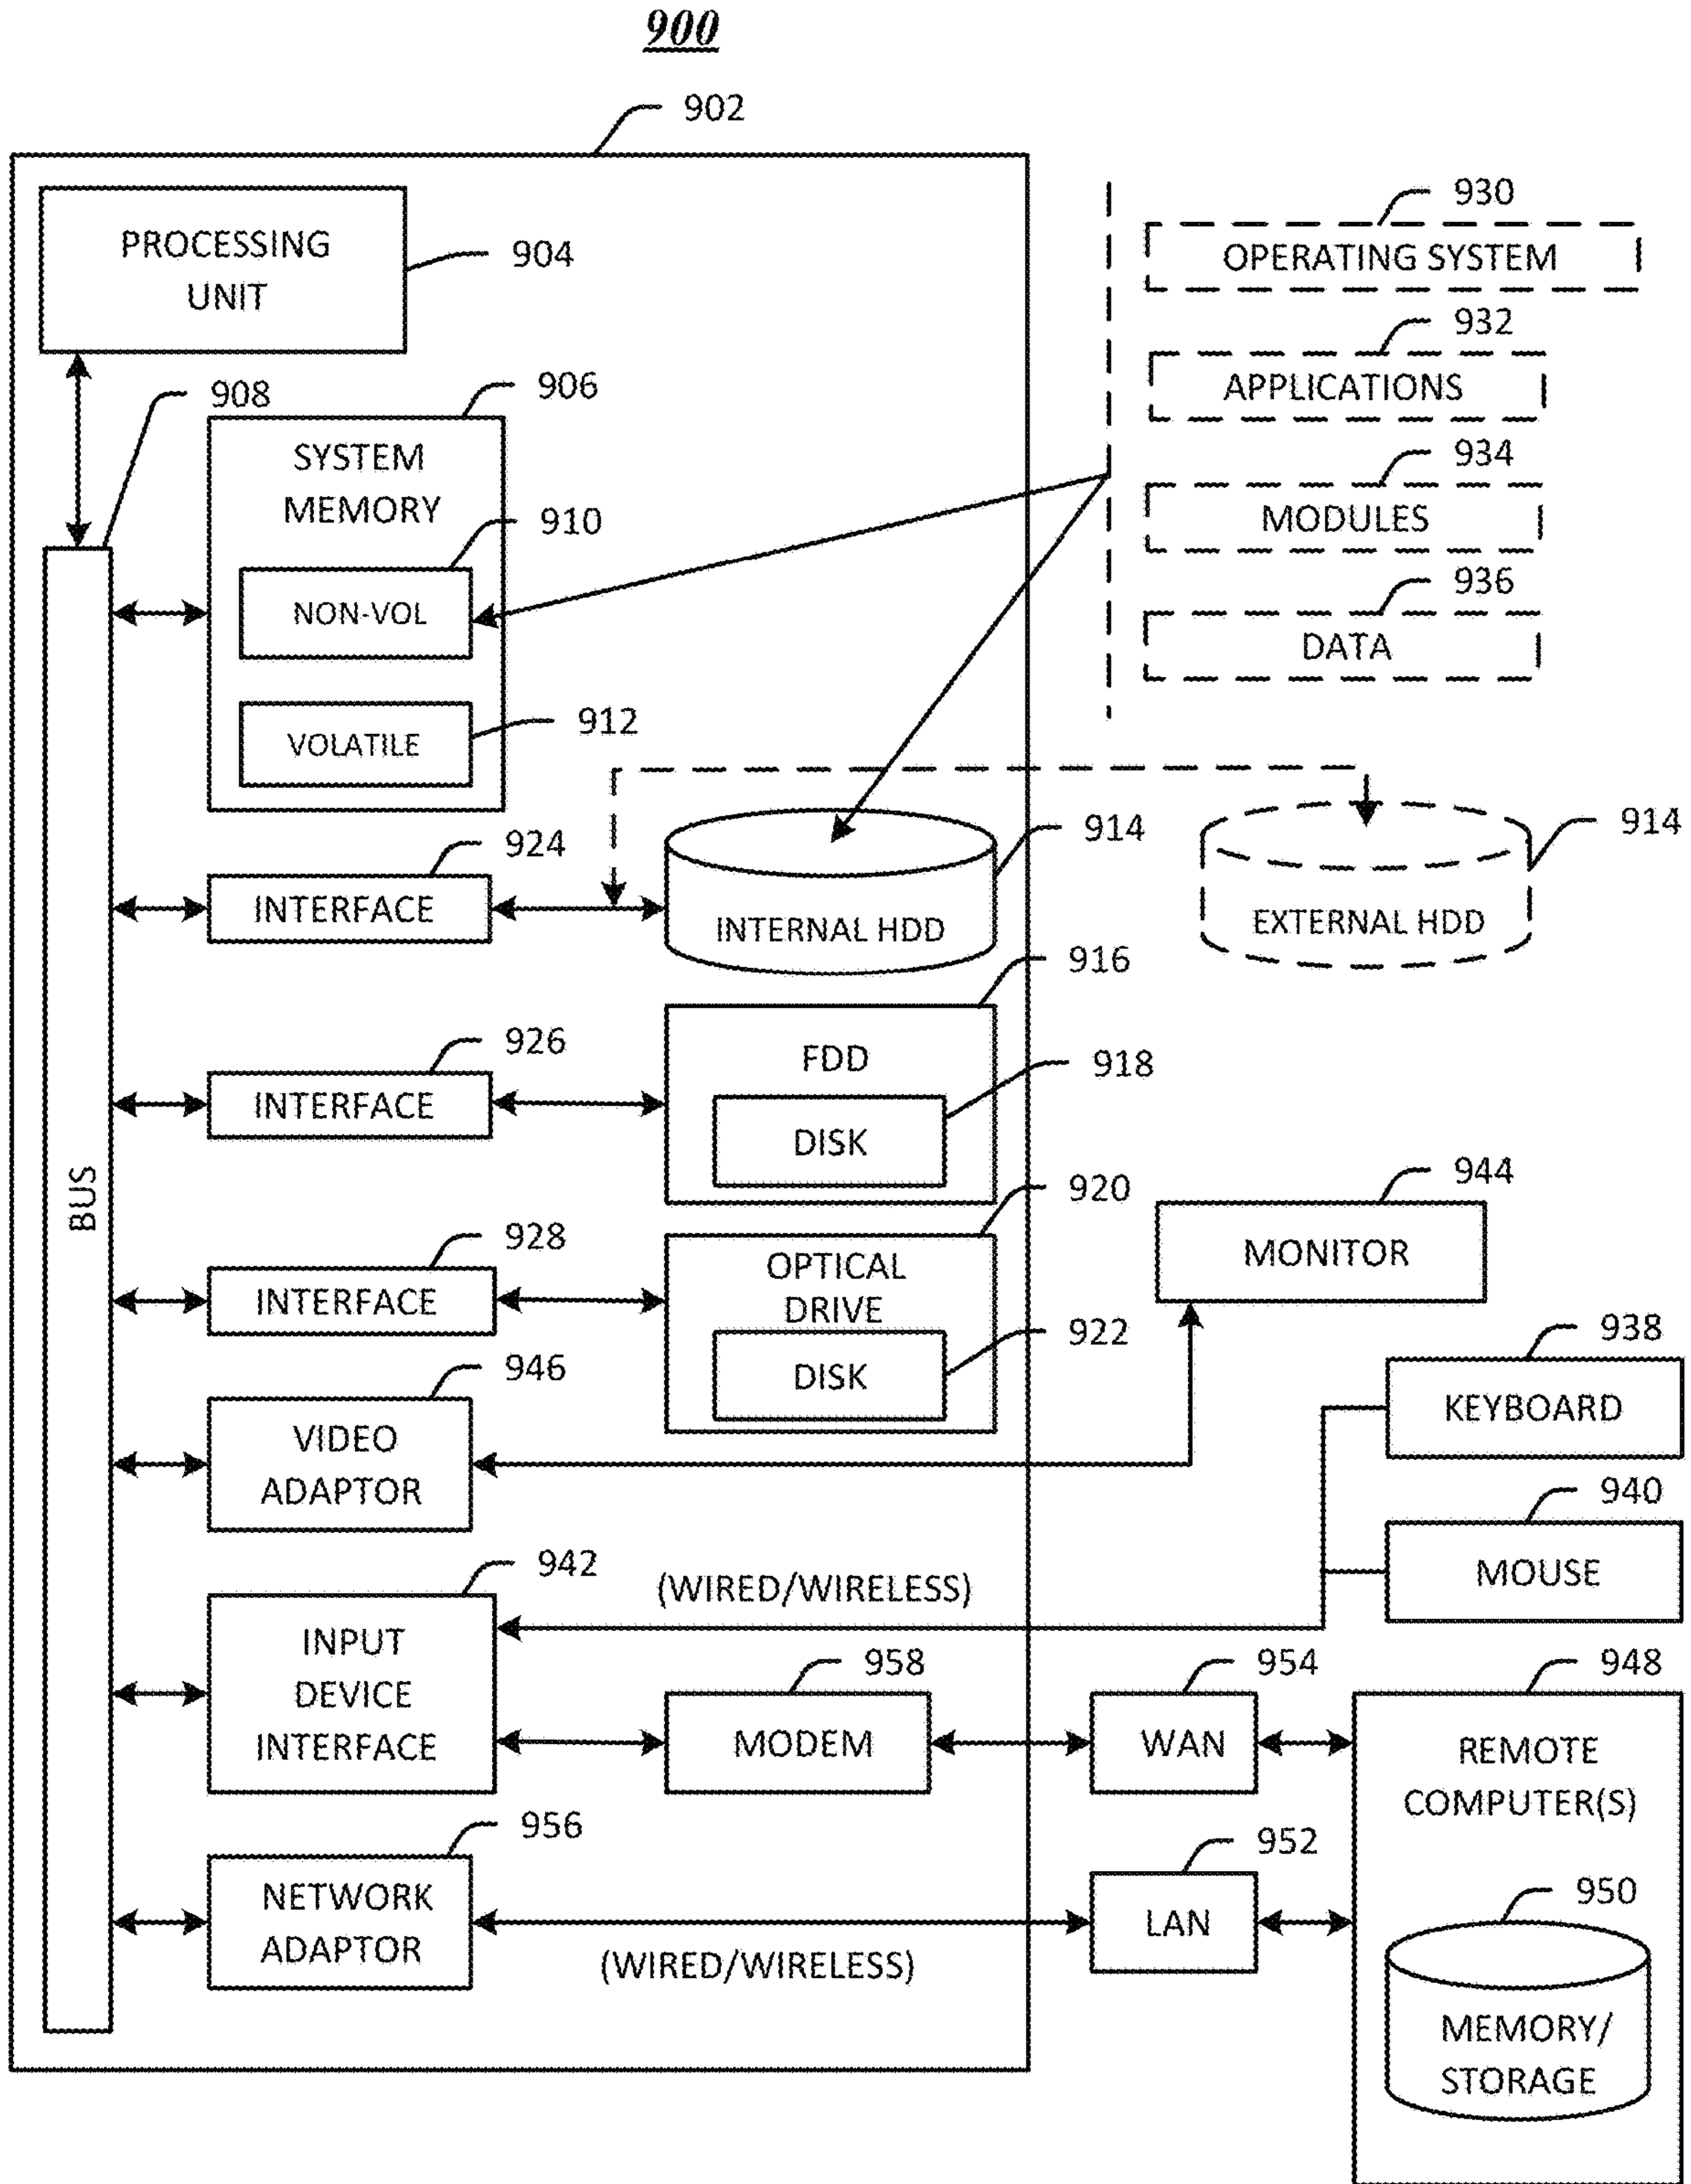 900
902
PROCESSING
UNIT
904
930
OPERATING SYSTEM
932
APPLICATIONS
934
MODULES
936
DATA
908
906
SYSTEM
MEMORY
910
NON-VOL
912
VOLATILE
924
INTERFACE
914
INTERNAL HDD
914
EXTERNAL HDD
926
INTERFACE
916
FDD
918
DISK
BUS
928
INTERFACE
920
OPTICAL
DRIVE
922
DISK
944
MONITOR
946
VIDEO
ADAPTOR
938
KEYBOARD
940
MOUSE
942
INPUT
DEVICE
INTERFACE
(WIRED/WIRELESS)
958
MODEM
954
WAN
948
REMOTE
COMPUTER(S)
956
NETWORK
ADAPTOR
(WIRED/WIRELESS)
952
LAN
950
MEMORY/
STORAGE